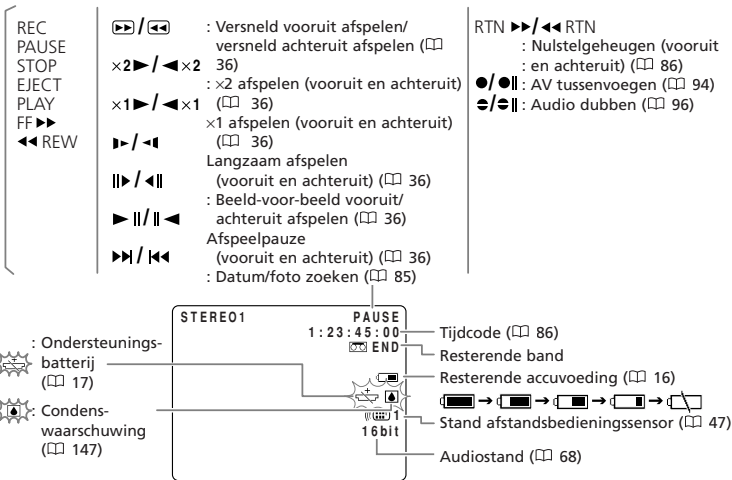 REC
PAUSE
STOP
EJECT
PLAY
FF ▶▶
◀◀ REW
▶▶ / ◀◀ : Versneld vooruit afspelen/
versneld achteruit afspelen (📖
36)
×2▶ / ◀×2 : ×2 afspelen (vooruit en achteruit)
(📖 36)
×1▶ / ◀×1 ×1 afspelen (vooruit en achteruit)
(📖 36)
Langzaam afspelen
(vooruit en achteruit) (📖 36)
: Beeld-voor-beeld vooruit/
achteruit afspelen (📖 36)
Afspeelpauze
(vooruit en achteruit) (📖 36)
: Datum/foto zoeken (📖 85)
RTN ▶▶/◀◀ RTN
: Nulstelgeheugen (vooruit
: en achteruit) (📖 86)
●/●II : AV tussenvoegen (📖 94)
: Audio dubben (📖 96)
STEREO1 PAUSE
1:23:45:00
END
1
16bit
: Ondersteunings-
batterij
(📖 17)
: Condens-
waarschuwing
(📖 147)
Tijdcode (📖 86)
Resterende band
Resterende accuvoeding (📖 16)
Stand afstandsbedieningssensor (📖 47)
Audiostand (📖 68)